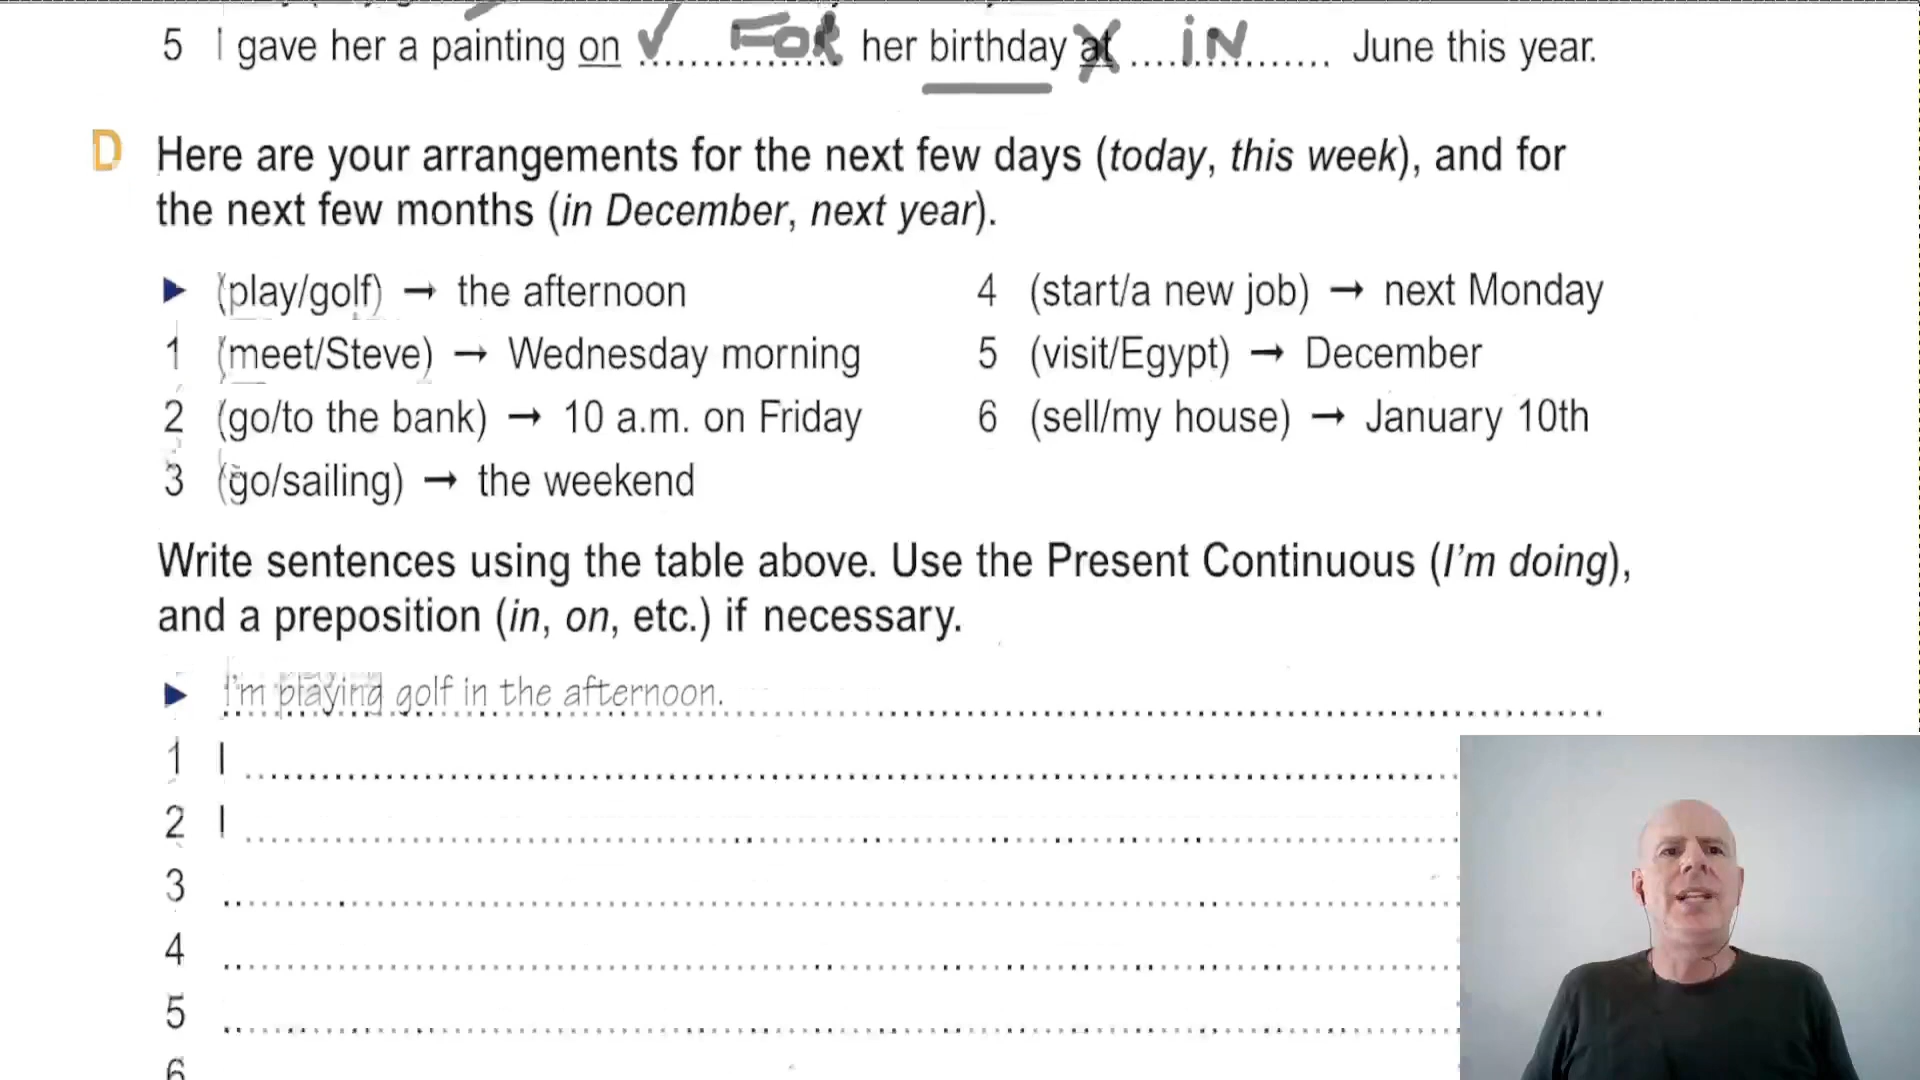 5 I gave her a painting on ✓ FOR her birthday at X IN June this year.
D Here are your arrangements for the next few days (today, this week), and for
the next few months (in December, next year).
▶ (play/golf) → the afternoon
1 (meet/Steve) → Wednesday morning
2 (go/to the bank) → 10 a.m. on Friday
3 (go/sailing) → the weekend
4 (start/a new job) → next Monday
5 (visit/Egypt) → December
6 (sell/my house) → January 10th
Write sentences using the table above. Use the Present Continuous (I'm doing),
and a preposition (in, on, etc.) if necessary.
▶ I'm playing golf in the afternoon.
1 I
2 I
3
4
5
6